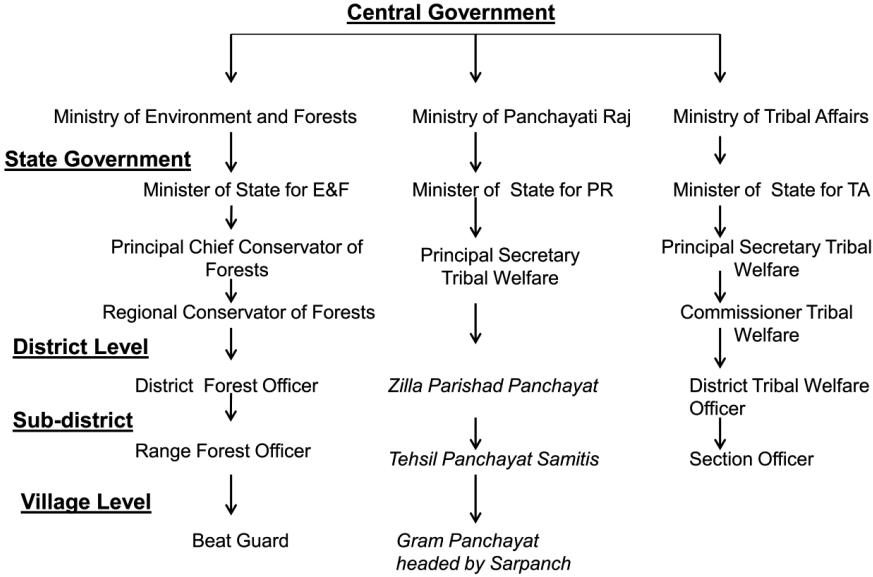 Central Government
Ministry of Environment and Forests
Ministry of Panchayati Raj
Ministry of Tribal Affairs
State Government
Minister of State for E&F
Minister of State for PR
Minister of State for TA
Principal Chief Conservator of
Forests
Principal Secretary
Tribal Welfare
Principal Secretary Tribal
Welfare
Regional Conservator of Forests
Commissioner Tribal
Welfare
District Level
District Forest Officer
Zilla Parishad Panchayat
District Tribal Welfare
Officer
Sub-district
Range Forest Officer
Tehsil Panchayat Samitis
Section Officer
Village Level
Beat Guard
Gram Panchayat
headed by Sarpanch